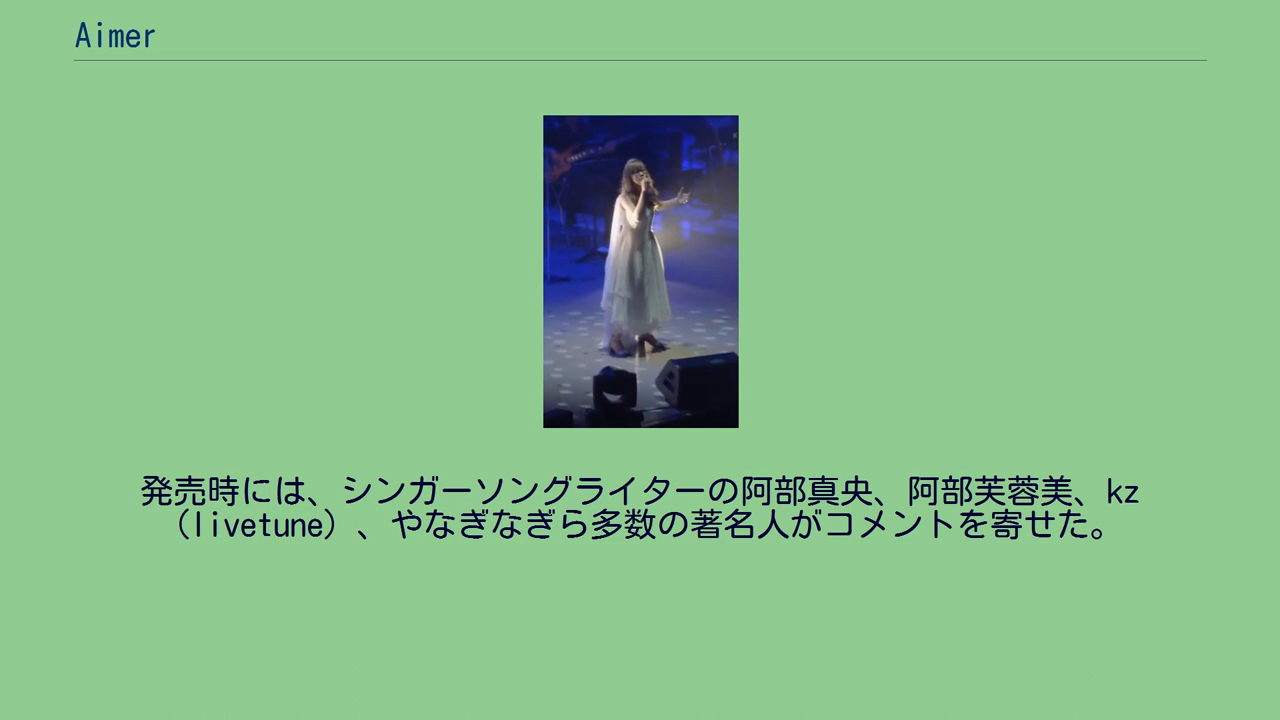 Aimer
発売時には、シンガーソングライターの阿部真央、阿部芙蓉美、kz
（livetune）、やなぎなぎら多数の著名人がコメントを寄せた。